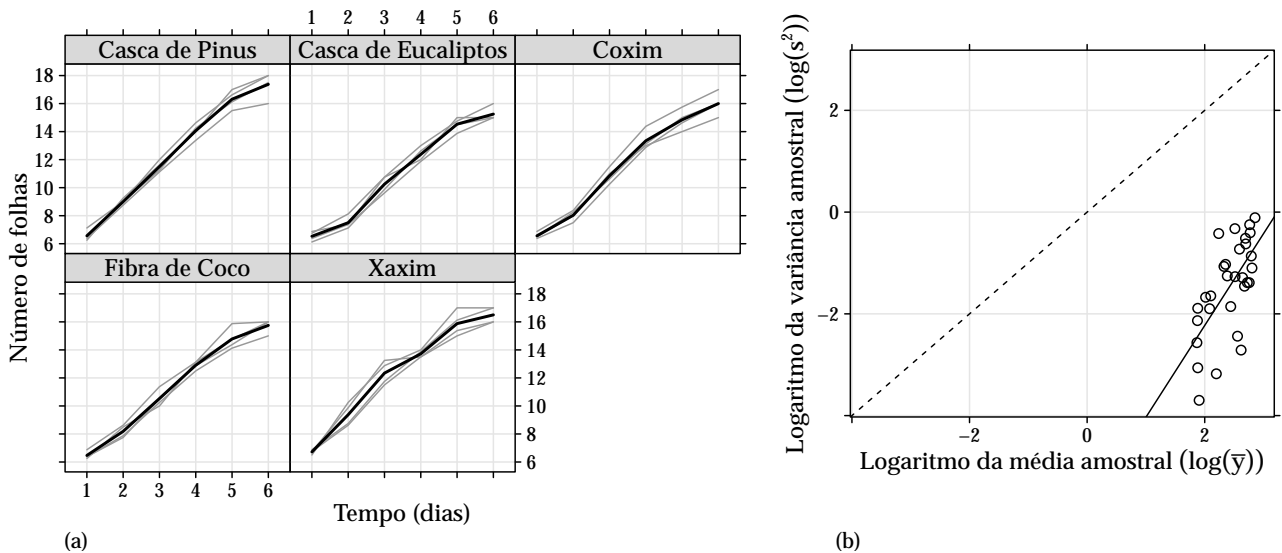 1 2 3 4 5 6
Casca de Pinus
Casca de Eucaliptos
Coxim
18
16
14
12
10
8
6
Número de folhas
Fibra de Coco
Xaxim
18
16
14
12
10
8
6
1 2 3 4 5 6
Tempo (dias)
(a)
Logaritmo da variância amostral (log(s²))
2
0
−2
−2 0 2
Logaritmo da média amostral (log(y̅))
(b)